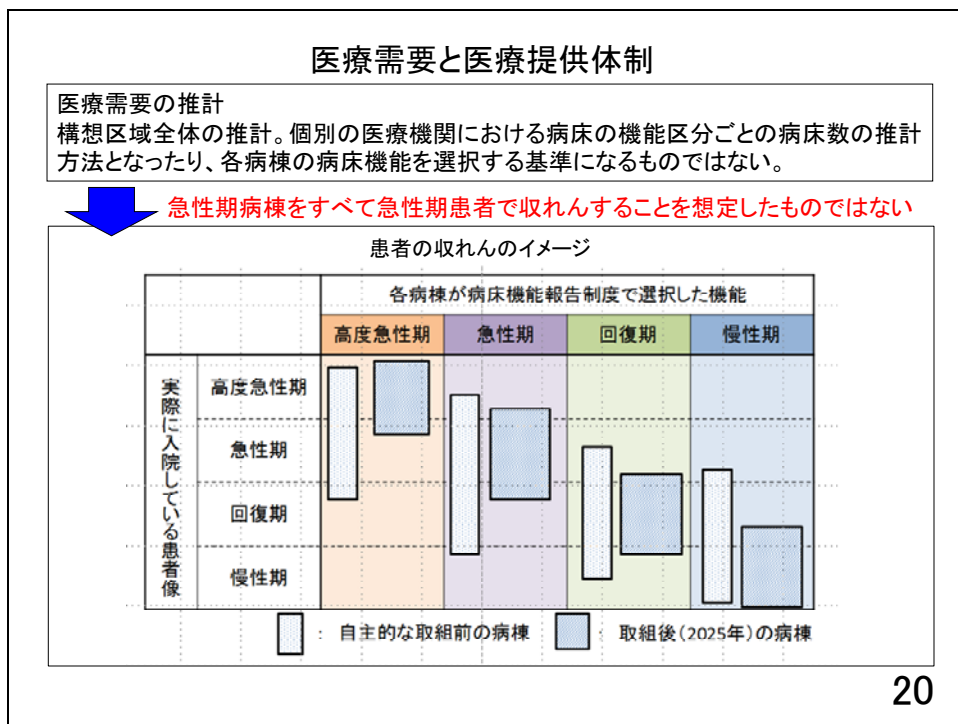 医療需要と医療提供体制
医療需要の推計
構想区域全体の推計。個別の医療機関における病床の機能区分ごとの病床数の推計
方法となったり、各病棟の病床機能を選択する基準になるものではない。
急性期病棟をすべて急性期患者で収れんすることを想定したものではない
患者の収れんのイメージ
各病棟が病床機能報告制度で選択した機能
高度急性期 急性期 回復期 慢性期
実際に入院している患者像
高度急性期
急性期
回復期
慢性期
: 自主的な取組前の病棟 : 取組後(2025年)の病棟
20